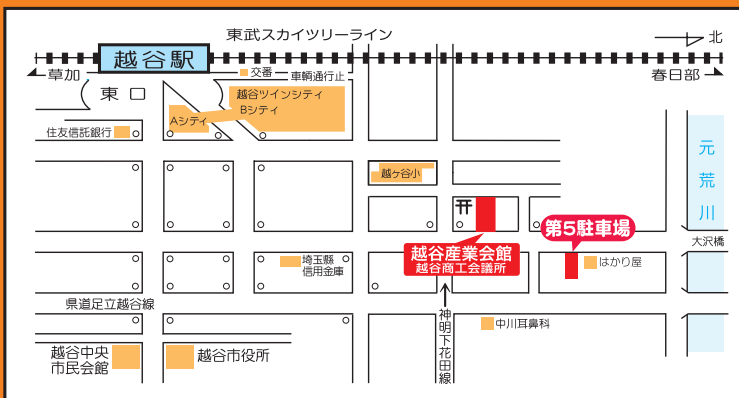 東武スカイツリーライン
北
越谷駅
草加
春日部
交番
車輌通行止
東口
越谷ツインシティ
Bシティ
Aシティ
住友信託銀行
元荒川
越ヶ谷小
第5駐車場
大沢橋
越谷産業会館
越谷商工会議所
埼玉縣
信用金庫
はかり屋
県道足立越谷線
神明下花田線
中川耳鼻科
越谷中央
市民会館
越谷市役所